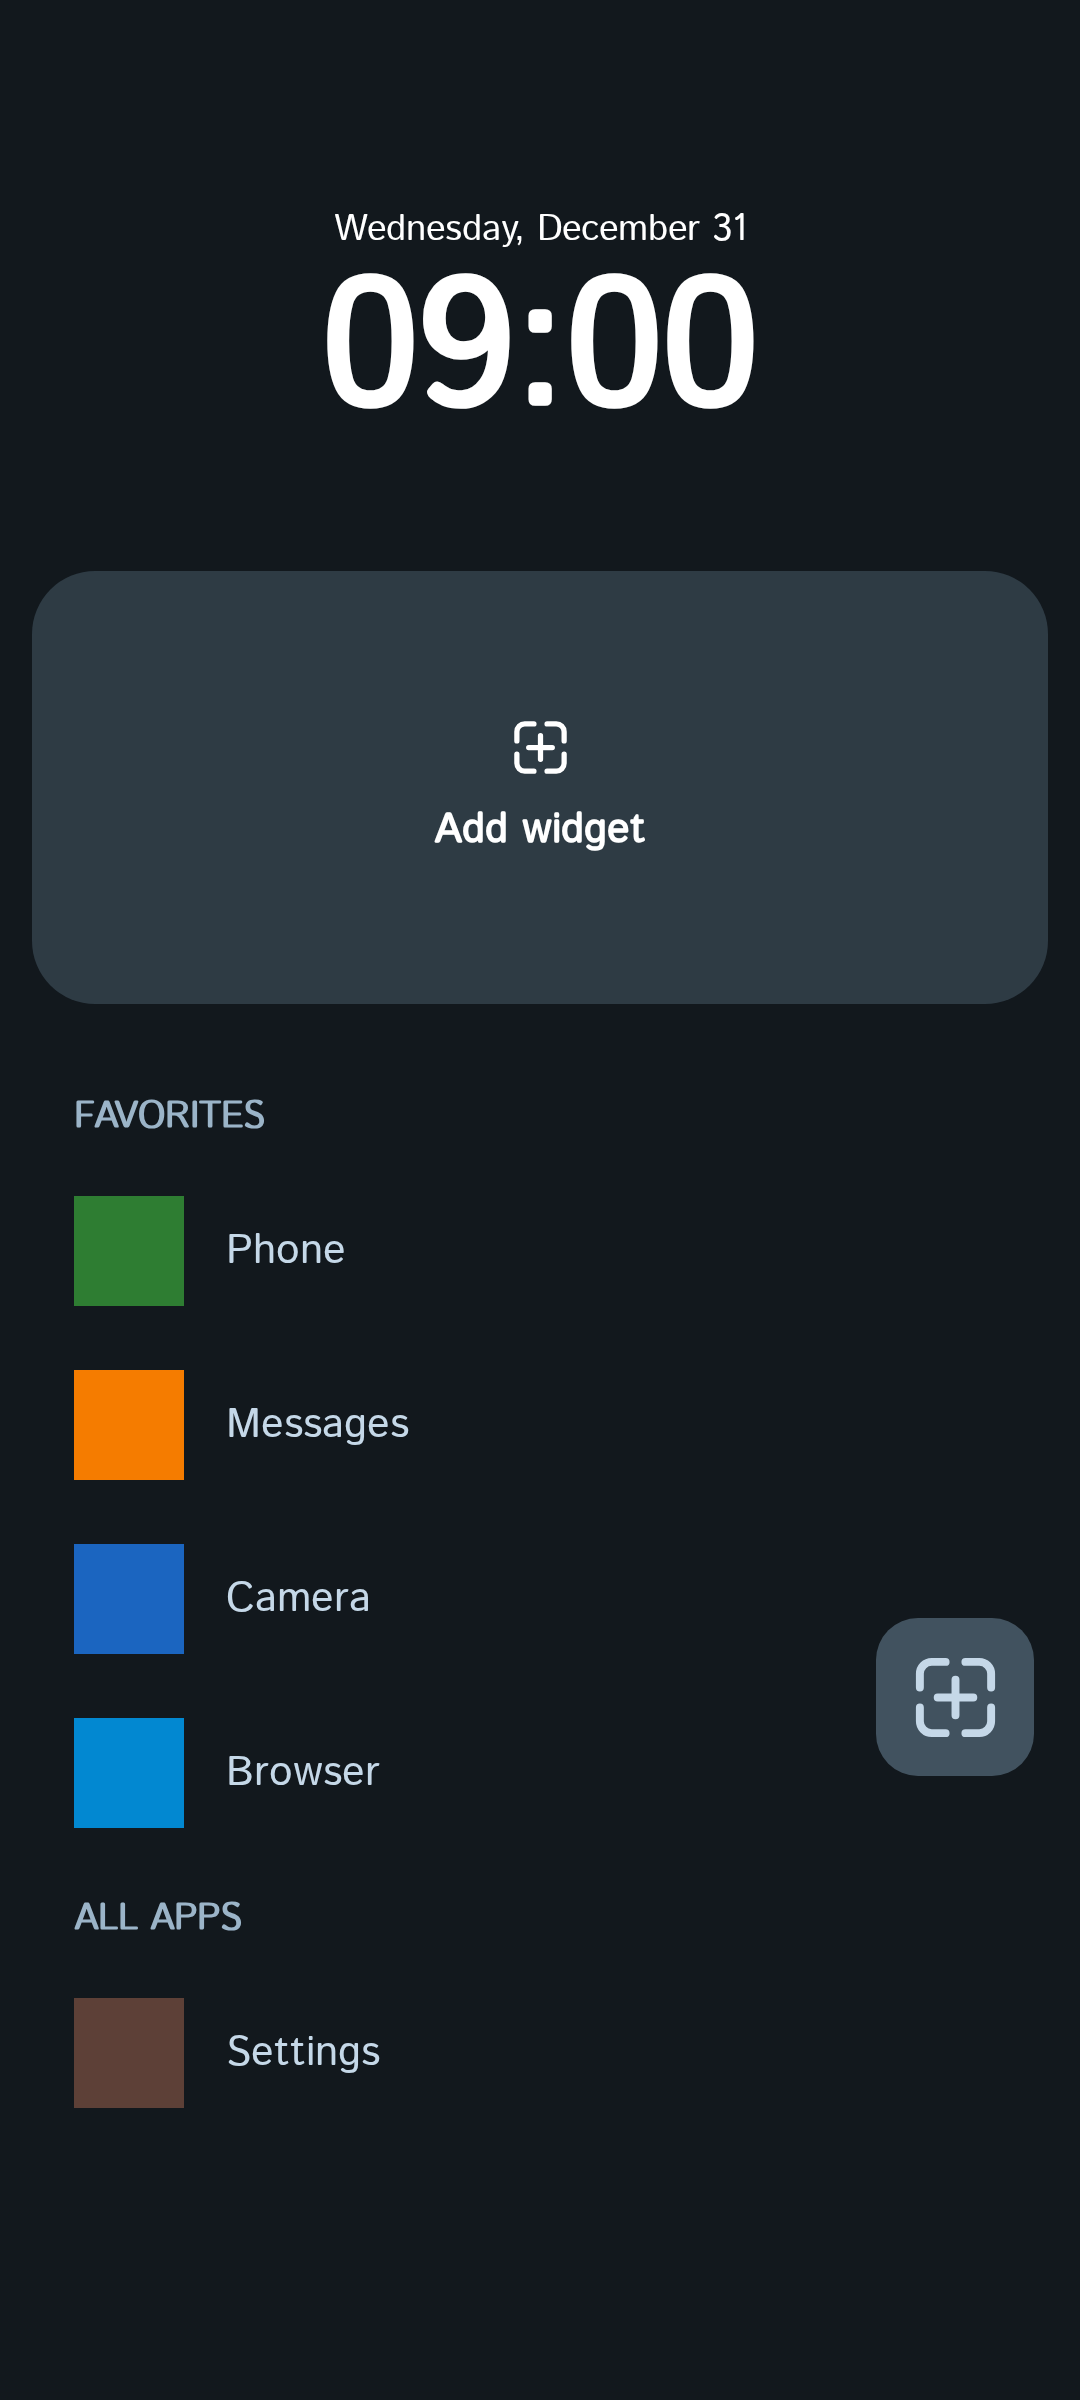 Wednesday, December 31
09:00
Add widget
FAVORITES
Phone
Messages
Camera
Browser
ALL APPS
Settings